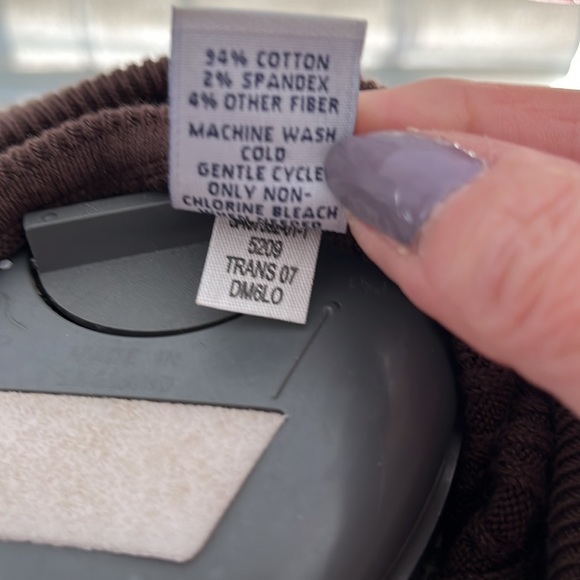 94% COTTON
2% SPANDEX
4% OTHER FIBER
MACHINE WASH
COLD
GENTLE CYCLE
ONLY NON-
CHLORINE BLEACH
5209
TRANS 07
DM6LO